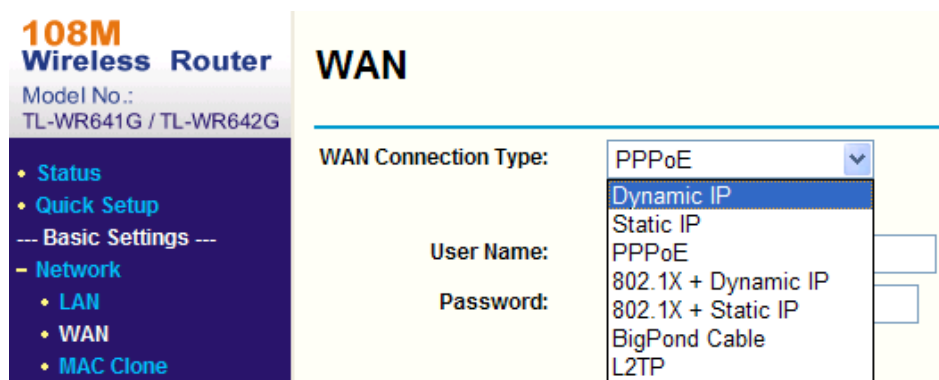 108M
Wireless Router
Model No.:
TL-WR641G / TL-WR642G
• Status
• Quick Setup
--- Basic Settings ---
– Network
• LAN
• WAN
• MAC Clone
WAN
WAN Connection Type: PPPoE
Dynamic IP
Static IP
User Name: PPPoE
802.1X + Dynamic IP
Password: 802.1X + Static IP
BigPond Cable
L2TP